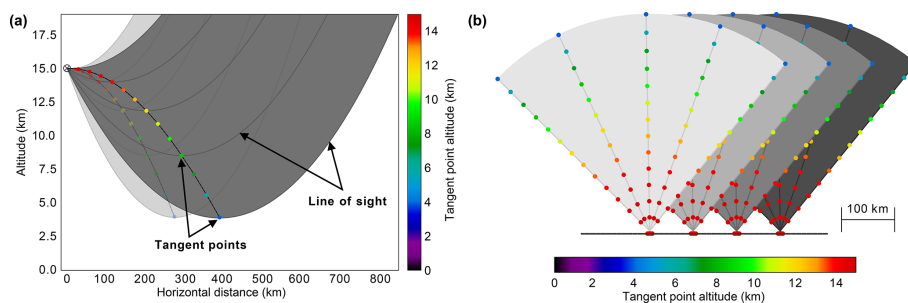 (a)
17.5
15.0
12.5
10.0
7.5
5.0
2.5
0.0
Altitude (km)
0 100 200 300 400 500 600 700 800
Horizontal distance (km)
Line of sight
Tangent points
14
12
10
8
6
4
2
0
Tangent point altitude (km)
(b)
100 km
0 2 4 6 8 10 12 14
Tangent point altitude (km)